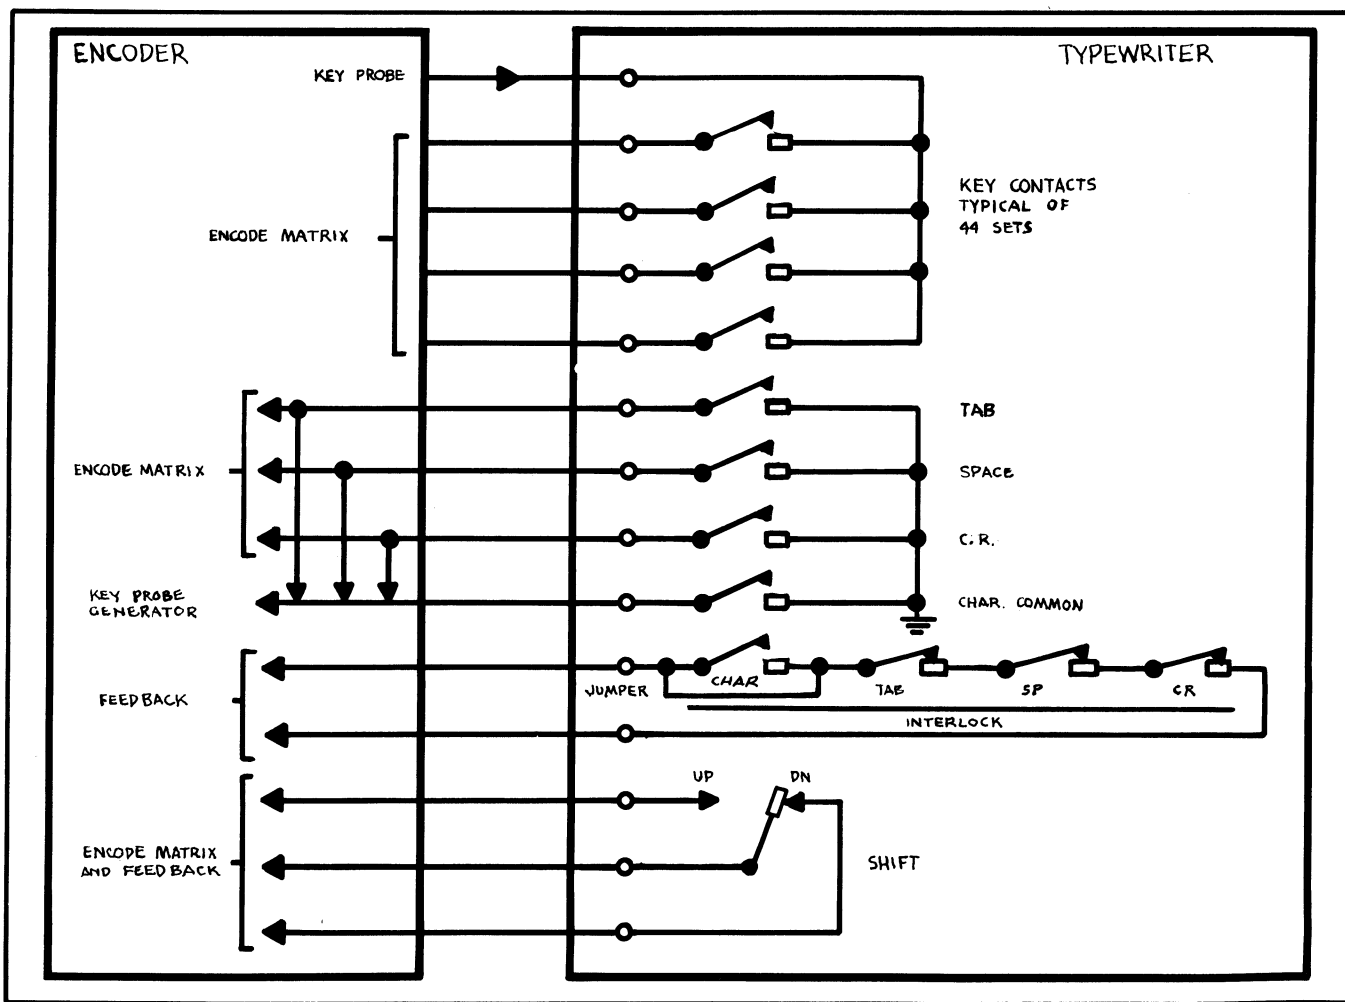 ENCODER
TYPEWRITER
KEY PROBE
KEY CONTACTS
TYPICAL OF
44 SETS
ENCODE MATRIX
TAB
ENCODE MATRIX
SPACE
C.R.
KEY PROBE
GENERATOR
CHAR. COMMON
FEEDBACK
JUMPER
CHAR
TAB
SP
CR
INTERLOCK
UP
DN
ENCODE MATRIX
AND FEEDBACK
SHIFT